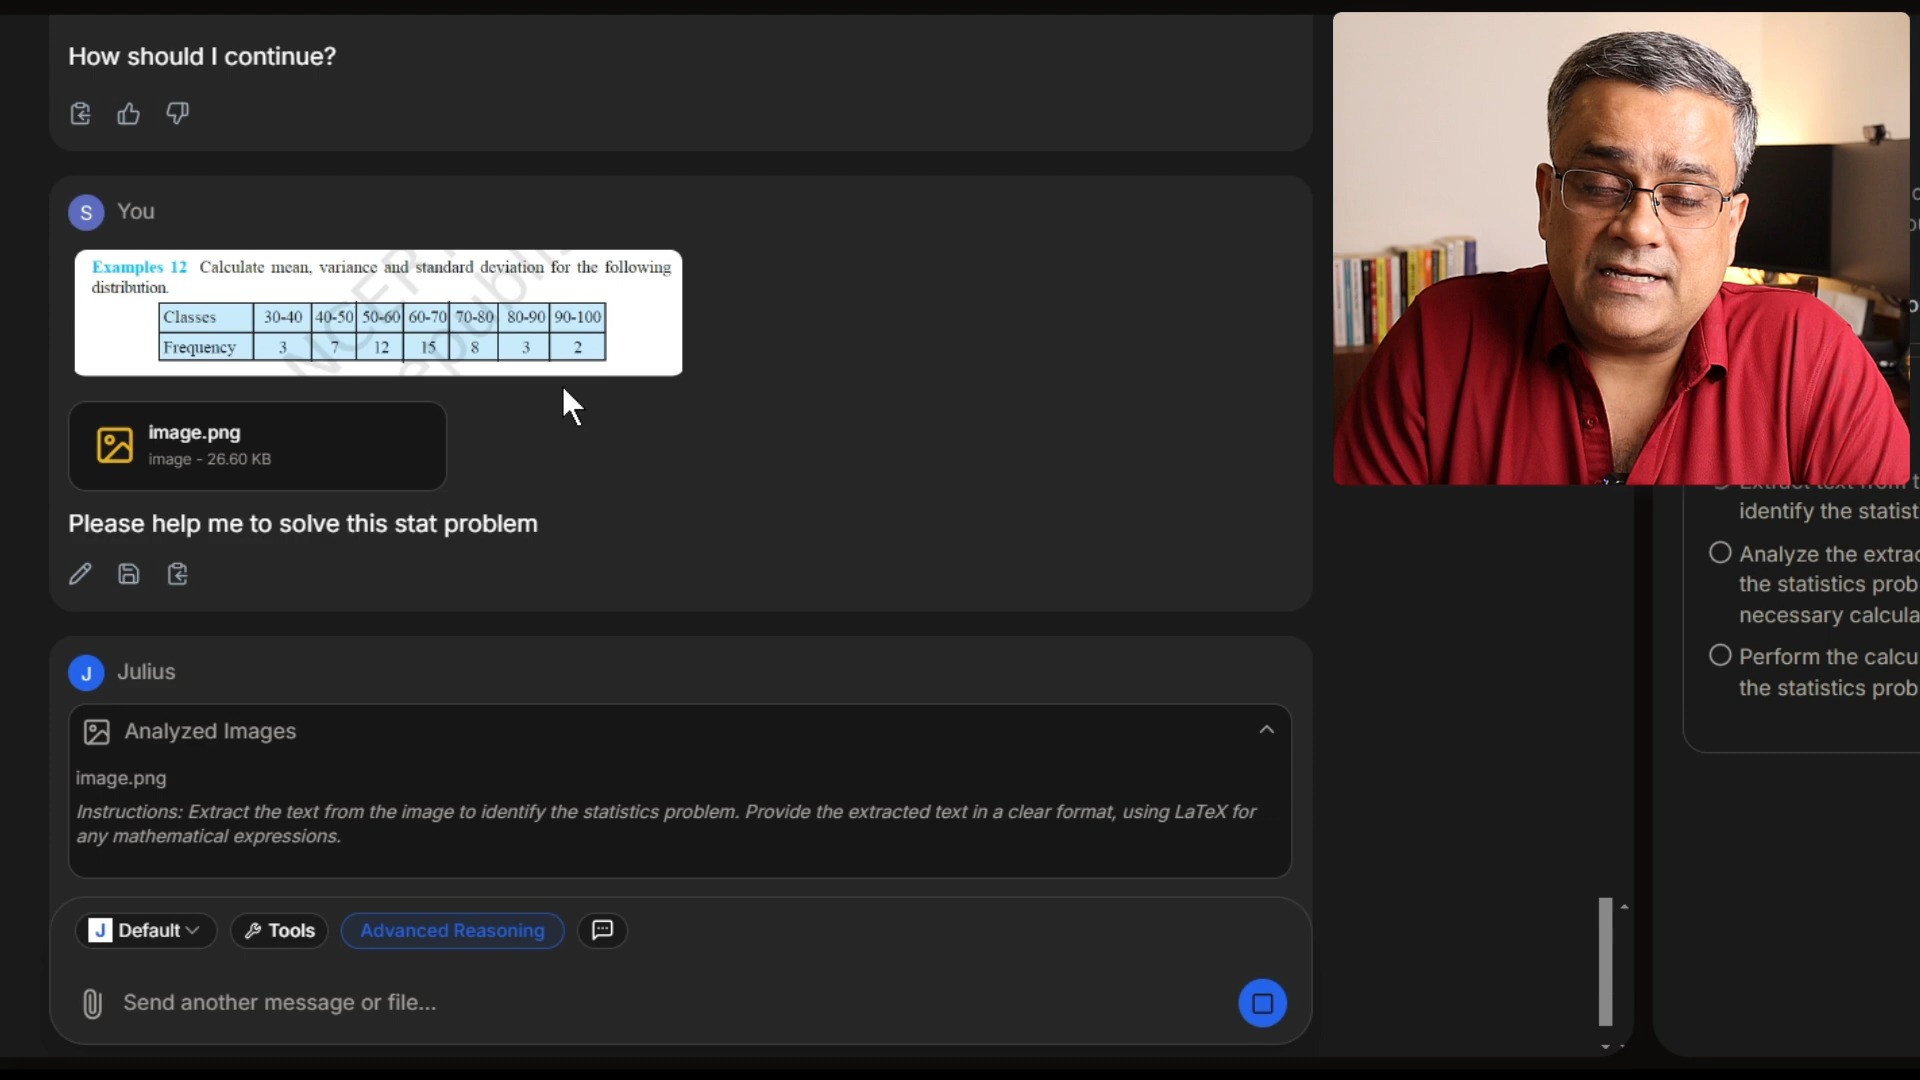 How should I continue?
S You
Examples 12 Calculate mean, variance and standard deviation for the following
distribution.
Classes 30-40 40-50 50-60 60-70 70-80 80-90 90-100
Frequency 3 7 12 15 8 3 2
image.png
image - 26.60 KB
Please help me to solve this stat problem
J Julius
Analyzed Images
image.png
Instructions: Extract the text from the image to identify the statistics problem. Provide the extracted text in a clear format, using LaTeX for
any mathematical expressions.
J Default Tools Advanced Reasoning
Send another message or file...
identify the statist
Analyze the extrac
the statistics prob
necessary calcula
Perform the calcu
the statistics prob